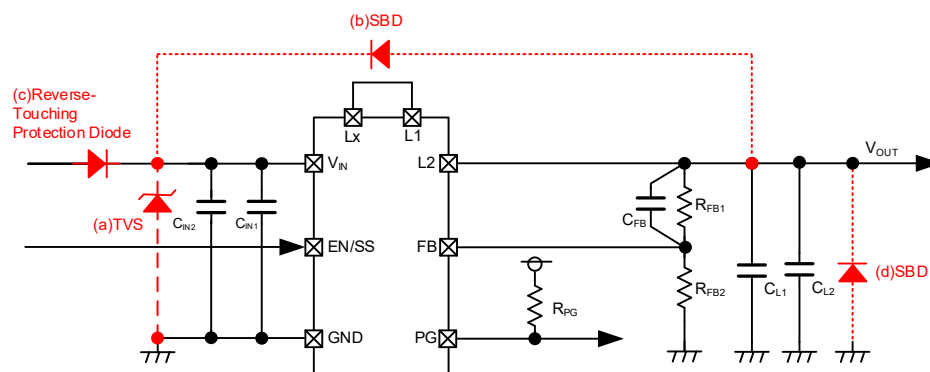 (b)SBD
(c)Reverse-
Touching
Protection Diode
Lx
L1
VIN
L2
VOUT
(a)TVS
CIN2
CIN1
CFB
RFB1
EN/SS
FB
RFB2
CL1
CL2
(d)SBD
RPG
GND
PG